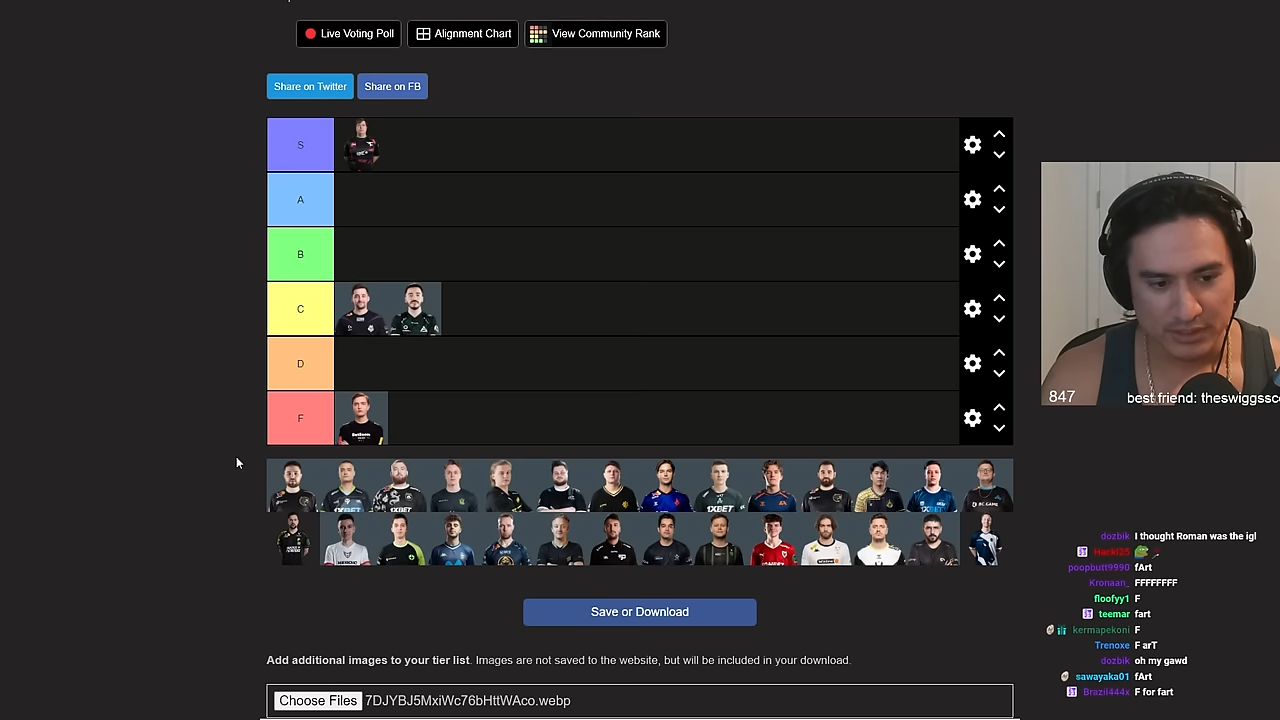 Live Voting Poll
Alignment Chart
View Community Rank
Share on Twitter
Share on FB
S
A
B
C
D
F
847
best friend: theswiggssc
dozbik I thought Roman was the igl
poopbutt9990 fArt
Kronaan_ FFFFFFFF
floofyy1 F
teemar fart
kermapekoni F
Trenoxe F arT
dozbik oh my gawd
sawayaka01 fArt
Brazil444x F for fart
Save or Download
Add additional images to your tier list. Images are not saved to the website, but will be included in your download.
Choose Files 7DJYBJ5MxiWc76bHttWAco.webp